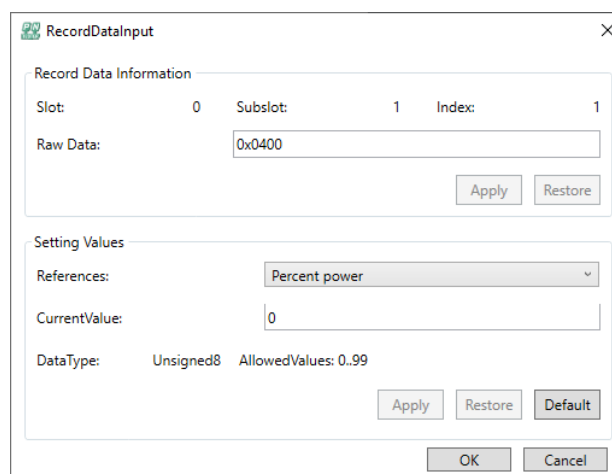 RecordDataInput
Record Data Information
Slot: 0 Subslot: 1 Index: 1
Raw Data: 0x0400
Apply Restore
Setting Values
References: Percent power
CurrentValue: 0
DataType: Unsigned8 AllowedValues: 0..99
Apply Restore Default
OK Cancel